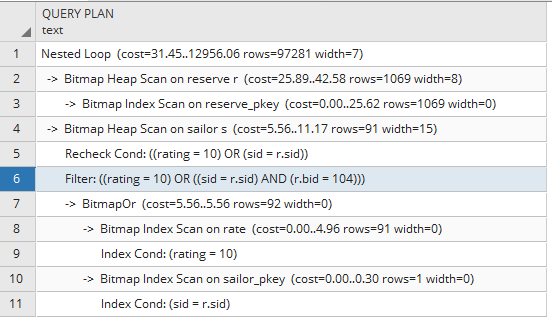 QUERY PLAN
text
1 Nested Loop (cost=31.45..12956.06 rows=97281 width=7)
2 -> Bitmap Heap Scan on reserve r (cost=25.89..42.58 rows=1069 width=8)
3 -> Bitmap Index Scan on reserve_pkey (cost=0.00..25.62 rows=1069 width=0)
4 -> Bitmap Heap Scan on sailor s (cost=5.56..11.17 rows=91 width=15)
5 Recheck Cond: ((rating = 10) OR (sid = r.sid))
6 Filter: ((rating = 10) OR ((sid = r.sid) AND (r.bid = 104)))
7 -> BitmapOr (cost=5.56..5.56 rows=92 width=0)
8 -> Bitmap Index Scan on rate (cost=0.00..4.96 rows=91 width=0)
9 Index Cond: (rating = 10)
10 -> Bitmap Index Scan on sailor_pkey (cost=0.00..0.30 rows=1 width=0)
11 Index Cond: (sid = r.sid)